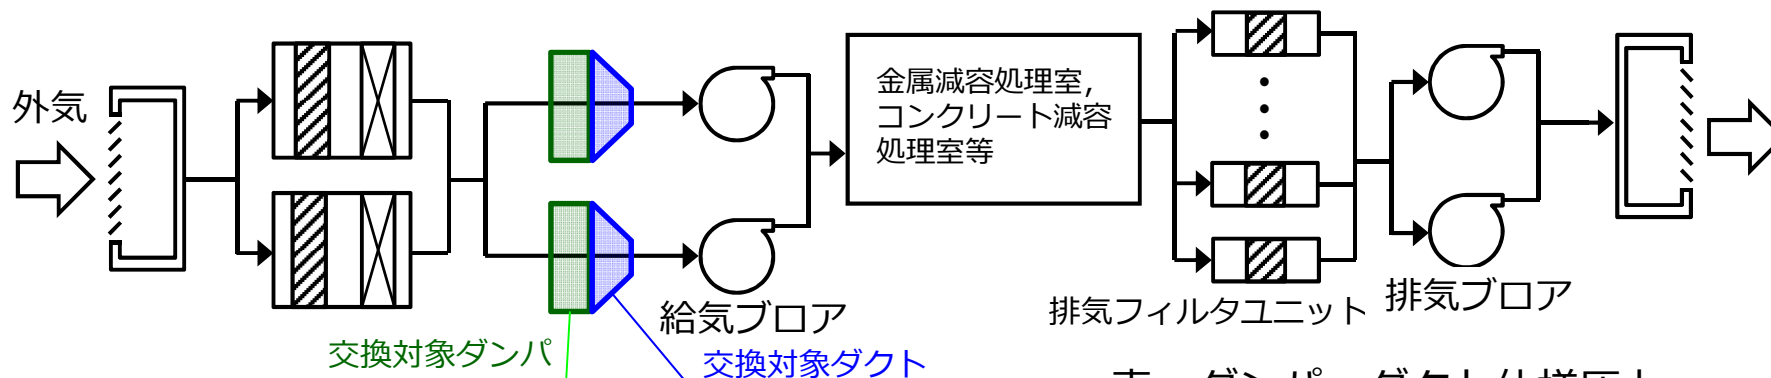 外気
金属減容処理室,
コンクリート減容
処理室等
給気ブロア
排気フィルタユニット
排気ブロア
交換対象ダンパ
交換対象ダクト